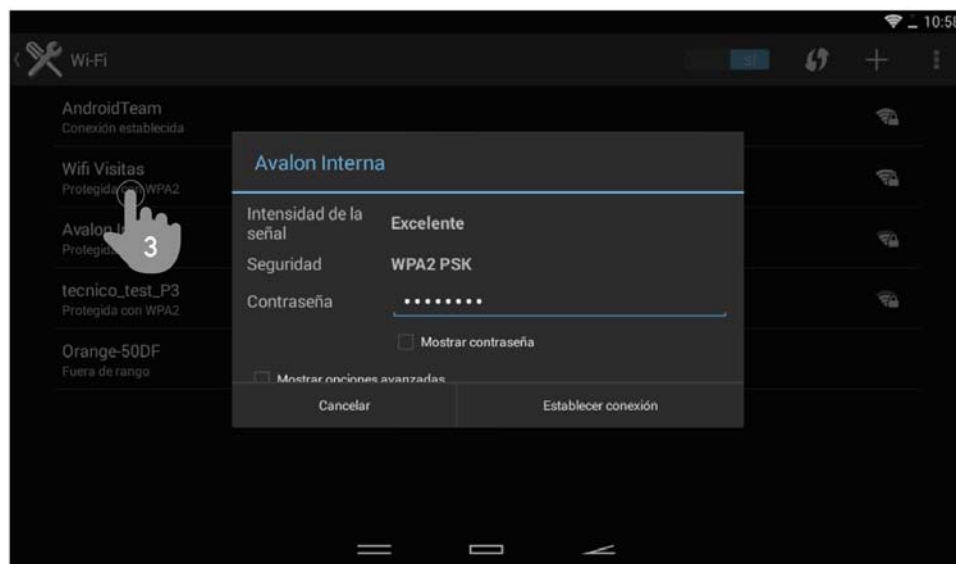 10:58
Wi-Fi
sí
AndroidTeam
Conexión establecida
Wifi Visitas
Protegida con WPA2
Avalon
3
tecnico_test_P3
Protegida con WPA2
Orange-50DF
Fuera de rango
Avalon Interna
Intensidad de la
señal
Excelente
Seguridad
WPA2 PSK
Contraseña
••••••••
Mostrar contraseña
Mostrar opciones avanzadas
Cancelar
Establecer conexión